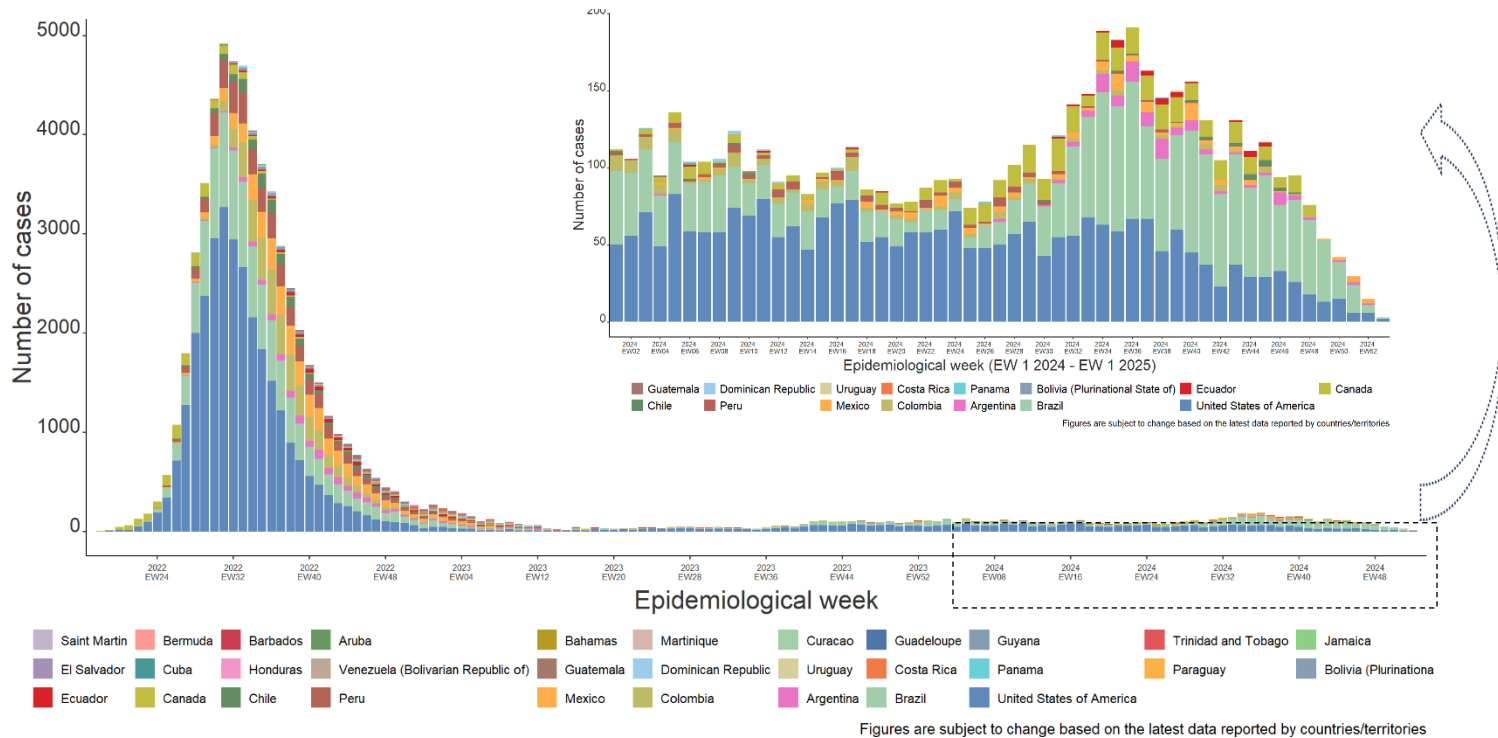 5000
4000
3000
2000
1000
0
Number of cases
2022 EW24
2022 EW32
2022 EW40
2022 EW48
2023 EW04
2023 EW12
2023 EW20
2023 EW28
2023 EW36
2023 EW44
2023 EW52
2024 EW08
2024 EW16
2024 EW24
2024 EW32
2024 EW40
2024 EW48
Epidemiological week
200
150
100
50
0
Number of cases
2024 EW02
2024 EW04
2024 EW06
2024 EW08
2024 EW10
2024 EW12
2024 EW14
2024 EW16
2024 EW18
2024 EW20
2024 EW22
2024 EW24
2024 EW26
2024 EW28
2024 EW30
2024 EW32
2024 EW34
2024 EW36
2024 EW38
2024 EW40
2024 EW42
2024 EW44
2024 EW46
2024 EW48
2024 EW50
2024 EW52
Epidemiological week (EW 1 2024 - EW 1 2025)
Guatemala Dominican Republic Uruguay Costa Rica Panama Bolivia (Plurinational State of) Ecuador Canada
Chile Peru Mexico Colombia Argentina Brazil United States of America
Figures are subject to change based on the latest data reported by countries/territories
Saint Martin Bermuda Barbados Aruba Bahamas Martinique Curacao Guadeloupe Guyana Trinidad and Tobago Jamaica
El Salvador Cuba Honduras Venezuela (Bolivarian Republic of) Guatemala Dominican Republic Uruguay Costa Rica Panama Paraguay Bolivia (Plurinationa
Ecuador Canada Chile Peru Mexico Colombia Argentina Brazil United States of America
Figures are subject to change based on the latest data reported by countries/territories